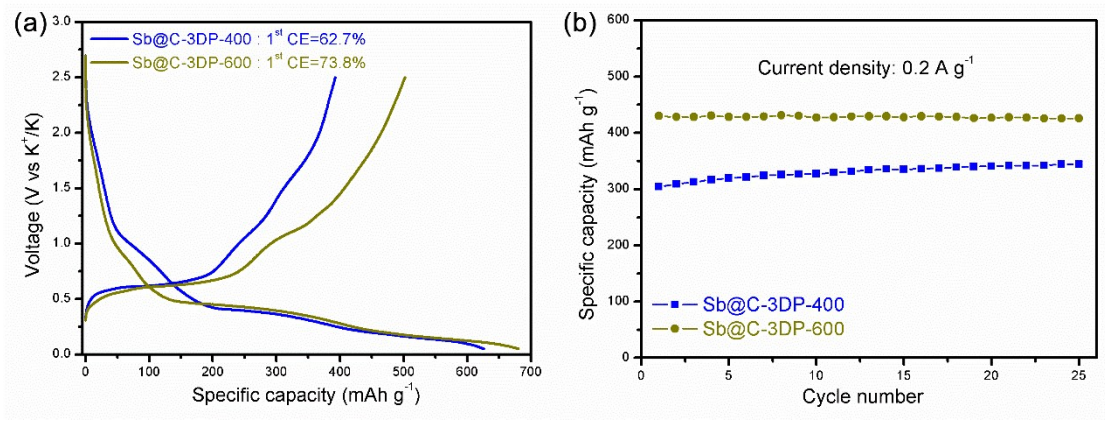 (a)
3.0
2.5
2.0
1.5
1.0
0.5
0.0
Voltage (V vs K⁺/K)
Sb@C-3DP-400 : 1ˢᵗ CE=62.7%
Sb@C-3DP-600 : 1ˢᵗ CE=73.8%
0 100 200 300 400 500 600 700
Specific capacity (mAh g⁻¹)
(b)
600
500
400
300
200
100
0
Specific capacity (mAh g⁻¹)
Current density: 0.2 A g⁻¹
Sb@C-3DP-400
Sb@C-3DP-600
0 5 10 15 20 25
Cycle number